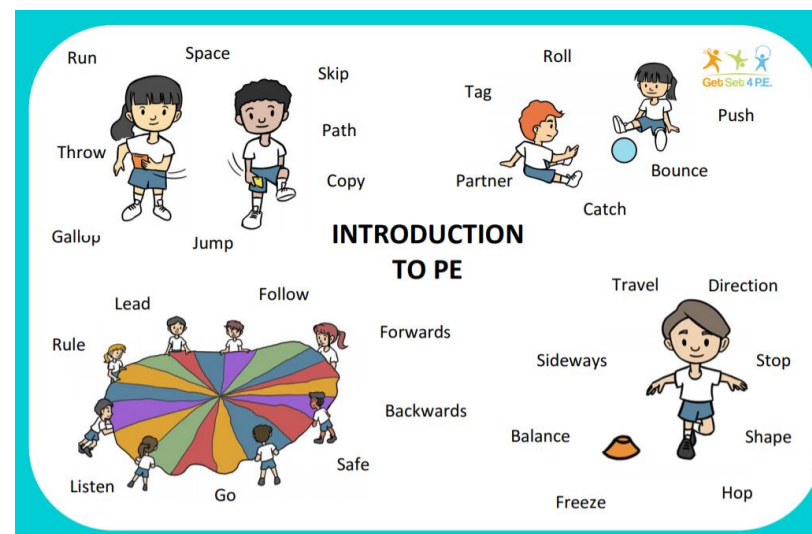 Run
Space
Skip
Throw
Path
Copy
Gallop
Jump
Roll
Get Set 4 P.E.
Tag
Push
Partner
Bounce
Catch
INTRODUCTION
TO PE
Lead
Follow
Rule
Forwards
Backwards
Safe
Listen
Go
Travel
Direction
Sideways
Stop
Balance
Shape
Freeze
Hop